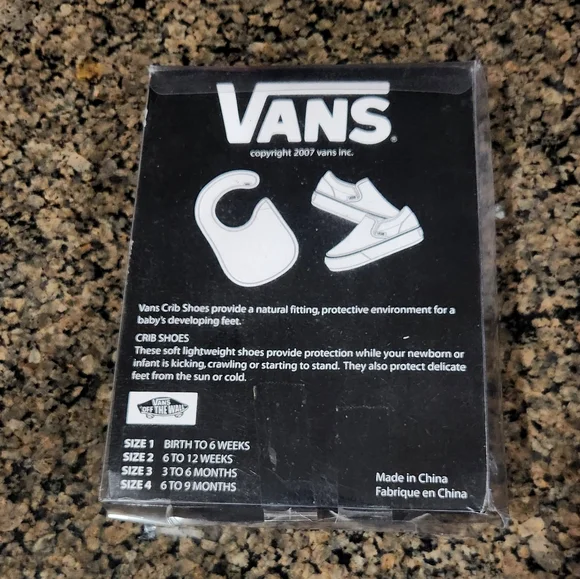 VANS®
copyright 2007 vans inc.
Vans Crib Shoes provide a natural fitting, protective environment for a
baby's developing feet.
CRIB SHOES
These soft lightweight shoes provide protection while your newborn or
infant is kicking, crawling or starting to stand. They also protect delicate
feet from the sun or cold.
VANS
"OFF THE WALL"
SIZE 1 BIRTH TO 6 WEEKS
SIZE 2 6 TO 12 WEEKS
SIZE 3 3 TO 6 MONTHS
SIZE 4 6 TO 9 MONTHS
Made in China
Fabrique en China